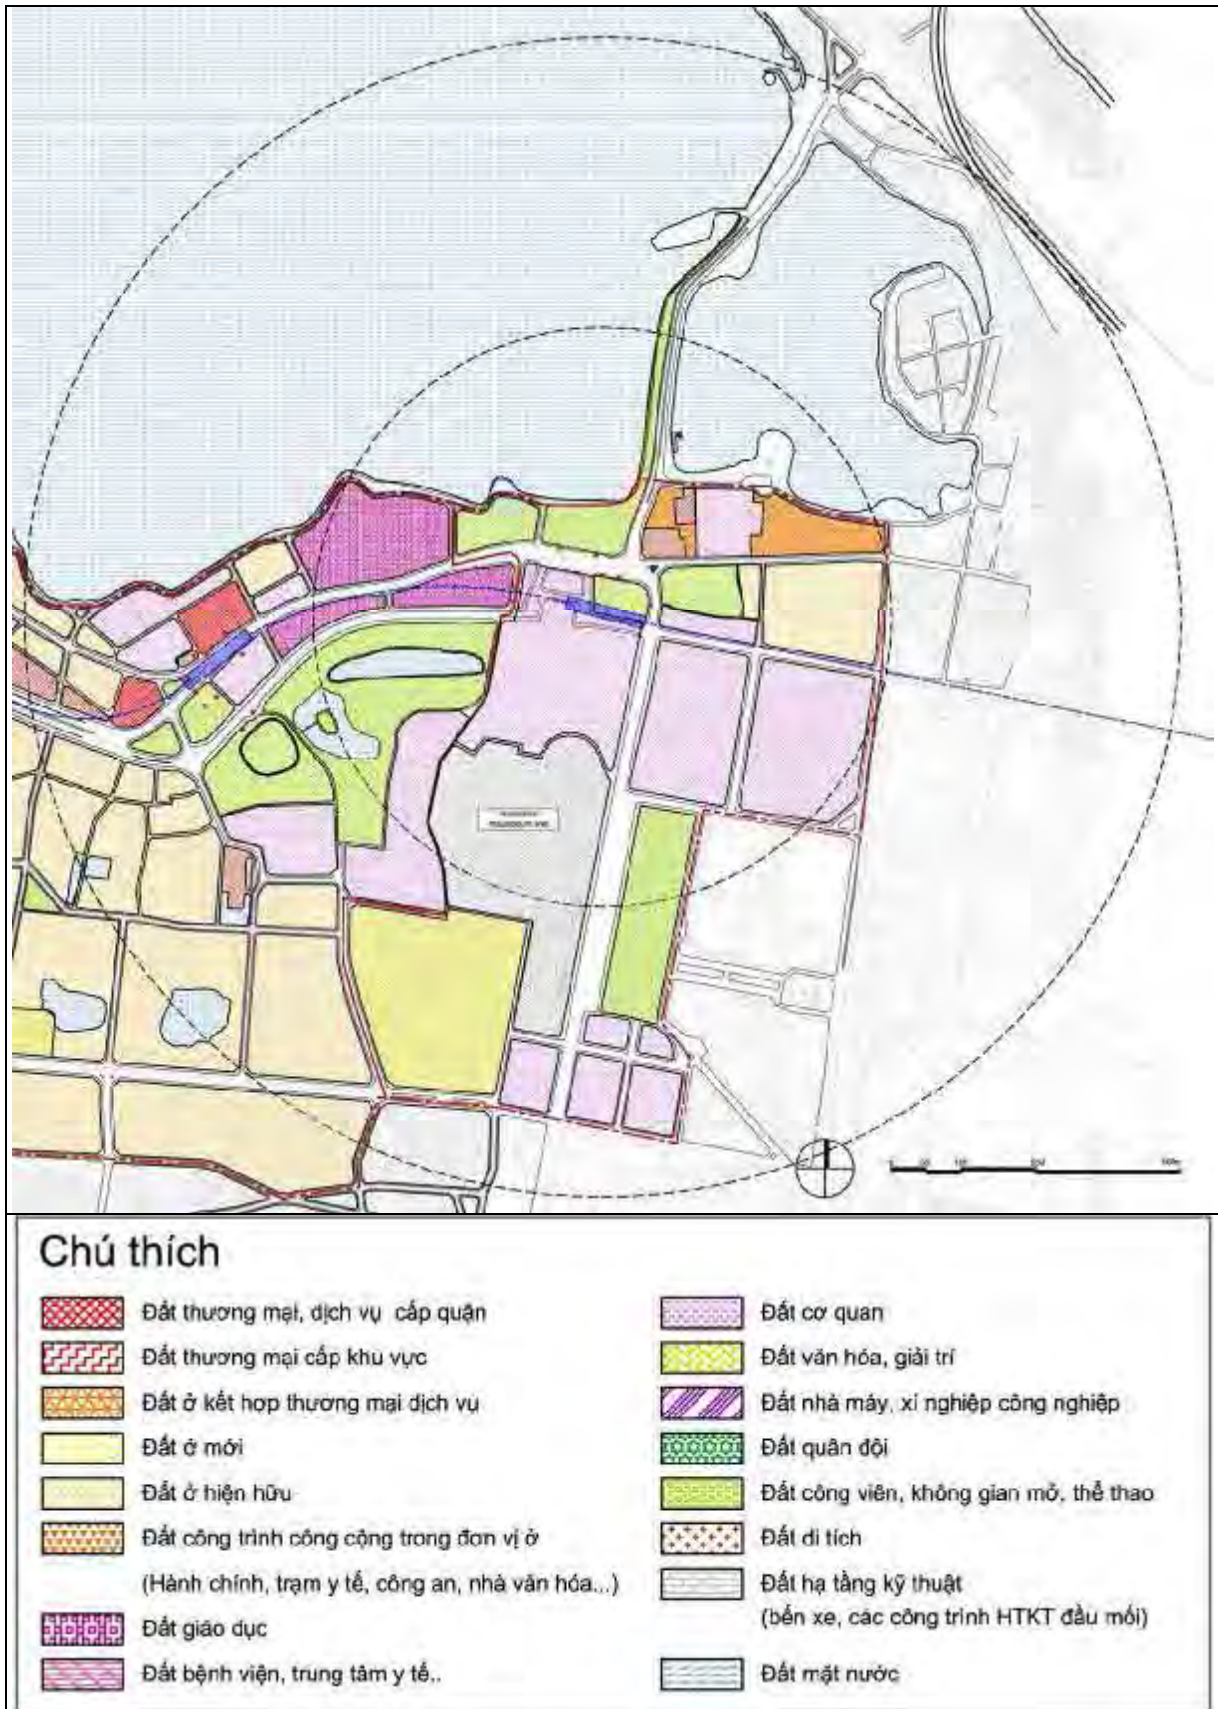 Chú thích
Đất thương mại, dịch vụ cấp quận
Đất thương mại cấp khu vực
Đất ở kết hợp thương mại dịch vụ
Đất ở mới
Đất ở hiện hữu
Đất công trình công cộng trong đơn vị ở
(Hành chính, trạm y tế, công an, nhà văn hóa...)
Đất giáo dục
Đất bệnh viện, trung tâm y tế..
Đất cơ quan
Đất văn hóa, giải trí
Đất nhà máy, xí nghiệp công nghiệp
Đất quân đội
Đất công viên, không gian mở, thể thao
Đất di tích
Đất hạ tầng kỹ thuật
(bến xe, các công trình HTKT đầu mối)
Đất mặt nước